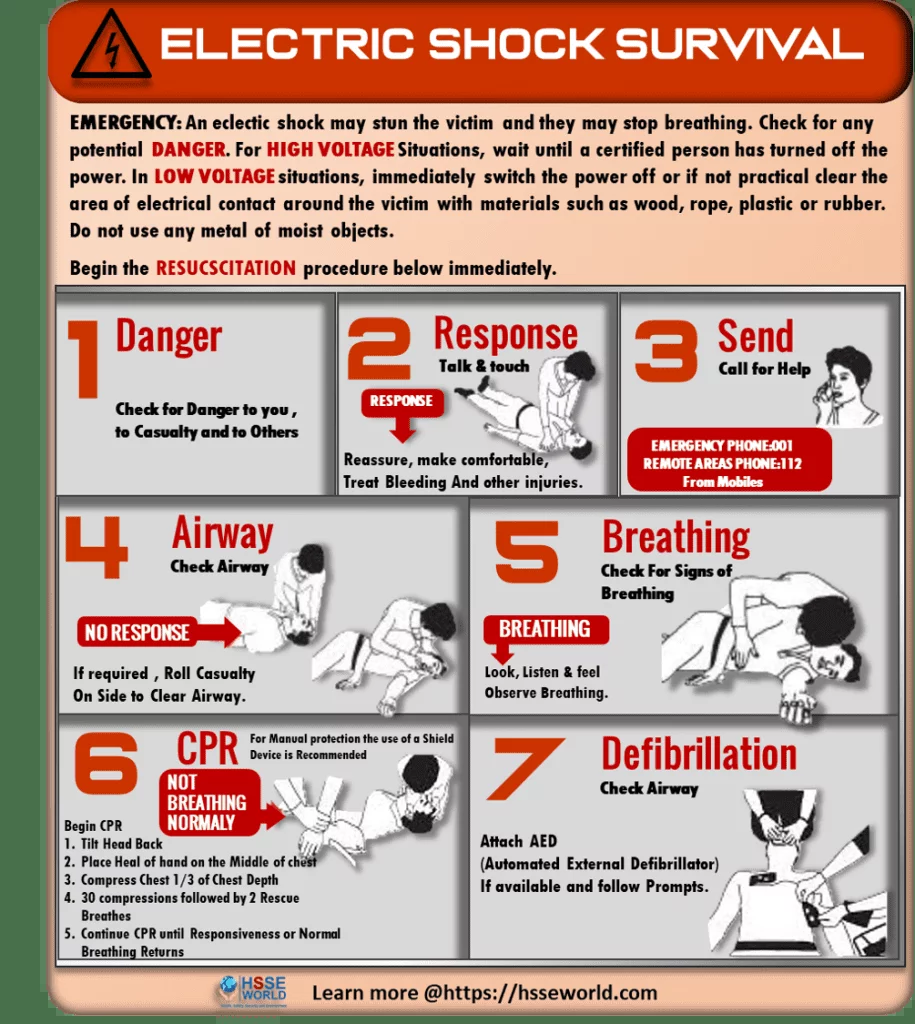 ELECTRIC SHOCK SURVIVAL
EMERGENCY: An eclectic shock may stun the victim and they may stop breathing. Check for any
potential DANGER. For HIGH VOLTAGE Situations, wait until a certified person has turned off the
power. In LOW VOLTAGE situations, immediately switch the power off or if not practical clear the
area of electrical contact around the victim with materials such as wood, rope, plastic or rubber.
Do not use any metal of moist objects.
Begin the RESUCSCITATION procedure below immediately.
1 Danger
Check for Danger to you ,
to Casualty and to Others
2 Response
Talk & touch
RESPONSE
Reassure, make comfortable,
Treat Bleeding And other injuries.
3 Send
Call for Help
EMERGENCY PHONE:001
REMOTE AREAS PHONE:112
From Mobiles
4 Airway
Check Airway
NO RESPONSE
If required , Roll Casualty
On Side to Clear Airway.
5 Breathing
Check For Signs of
Breathing
BREATHING
Look, Listen & feel
Observe Breathing.
6 CPR
For Manual protection the use of a Shield
Device is Recommended
NOT
BREATHING
NORMALY
Begin CPR
1. Tilt Head Back
2. Place Heal of hand on the Middle of chest
3. Compress Chest 1/3 of Chest Depth
4. 30 compressions followed by 2 Rescue
Breathes
5. Continue CPR until Responsiveness or Normal
Breathing Returns
7 Defibrillation
Check Airway
Attach AED
(Automated External Defibrillator)
If available and follow Prompts.
HSSE
WORLD
Learn more @https://hsseworld.com